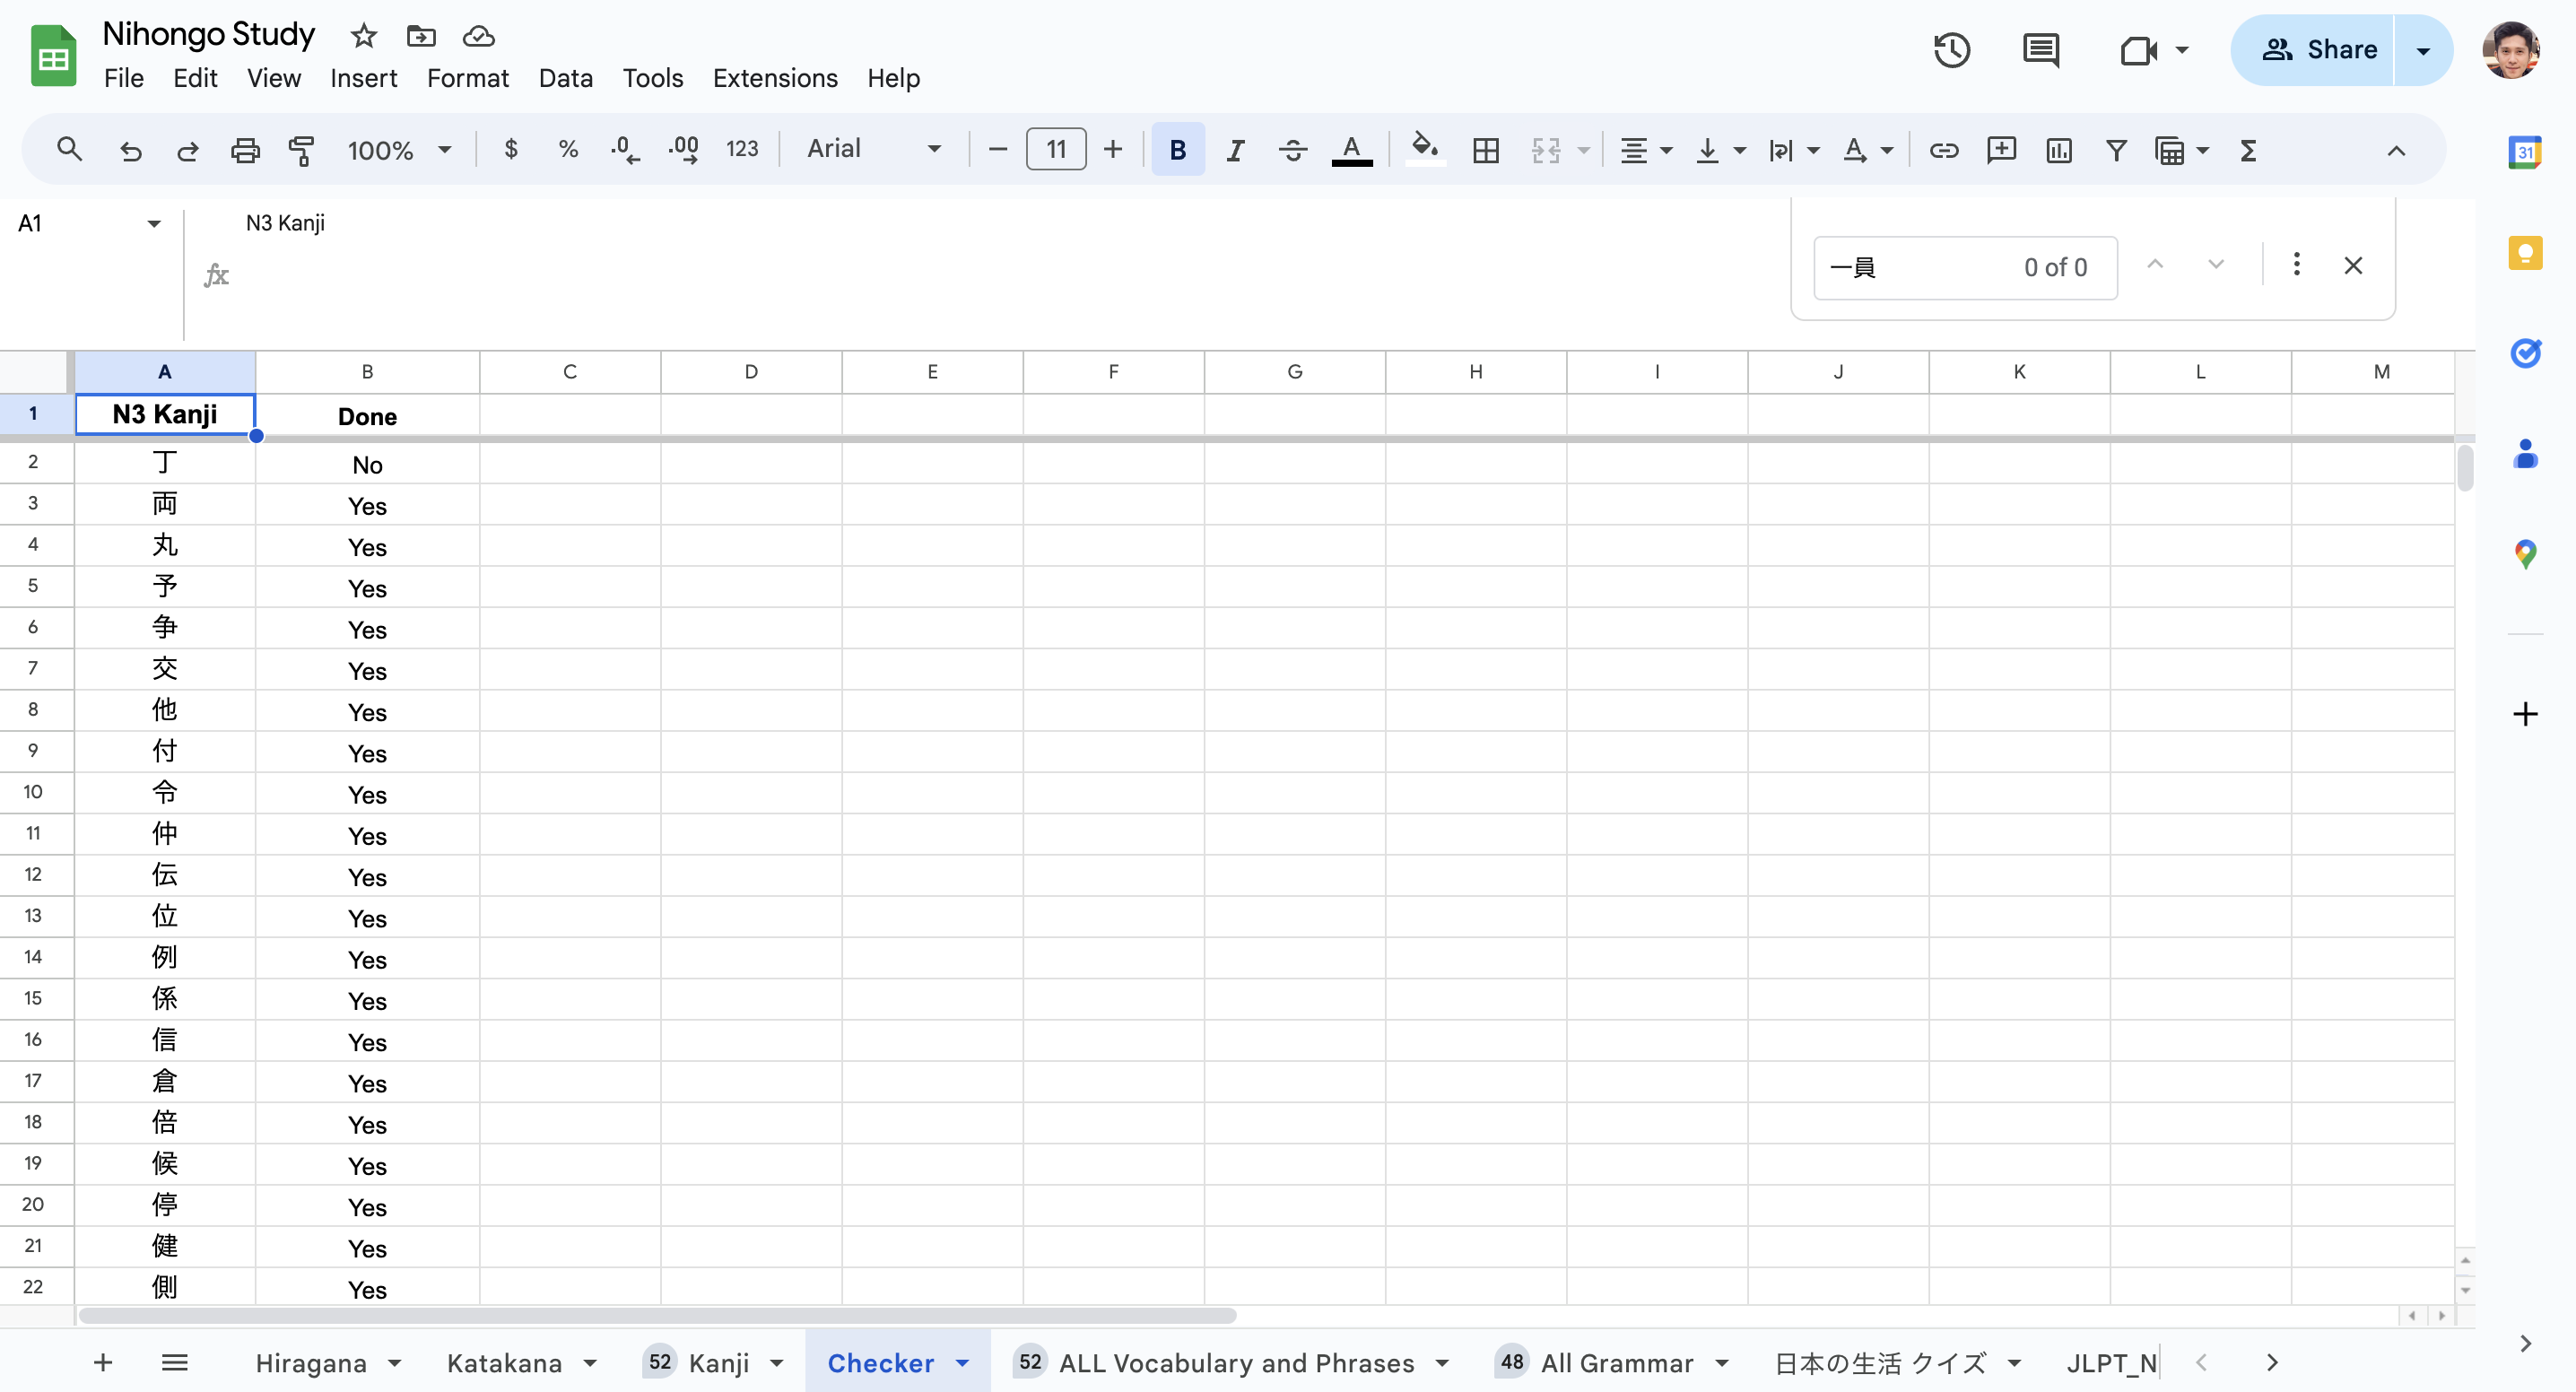 Nihongo Study
File Edit View Insert Format Data Tools Extensions Help
Share
100% $ % .0 .00 123 Arial 11 B I A A Σ
31
A1 N3 Kanji
fx
一員 0 of 0
A B C D E F G H I J K L M
1 N3 Kanji Done
2 丁 No
3 両 Yes
4 丸 Yes
5 予 Yes
6 争 Yes
7 交 Yes
8 他 Yes
9 付 Yes
10 令 Yes
11 仲 Yes
12 伝 Yes
13 位 Yes
14 例 Yes
15 係 Yes
16 信 Yes
17 倉 Yes
18 倍 Yes
19 候 Yes
20 停 Yes
21 健 Yes
22 側 Yes
Hiragana Katakana 52 Kanji Checker 52 ALL Vocabulary and Phrases 48 All Grammar 日本の生活 クイズ JLPT_N